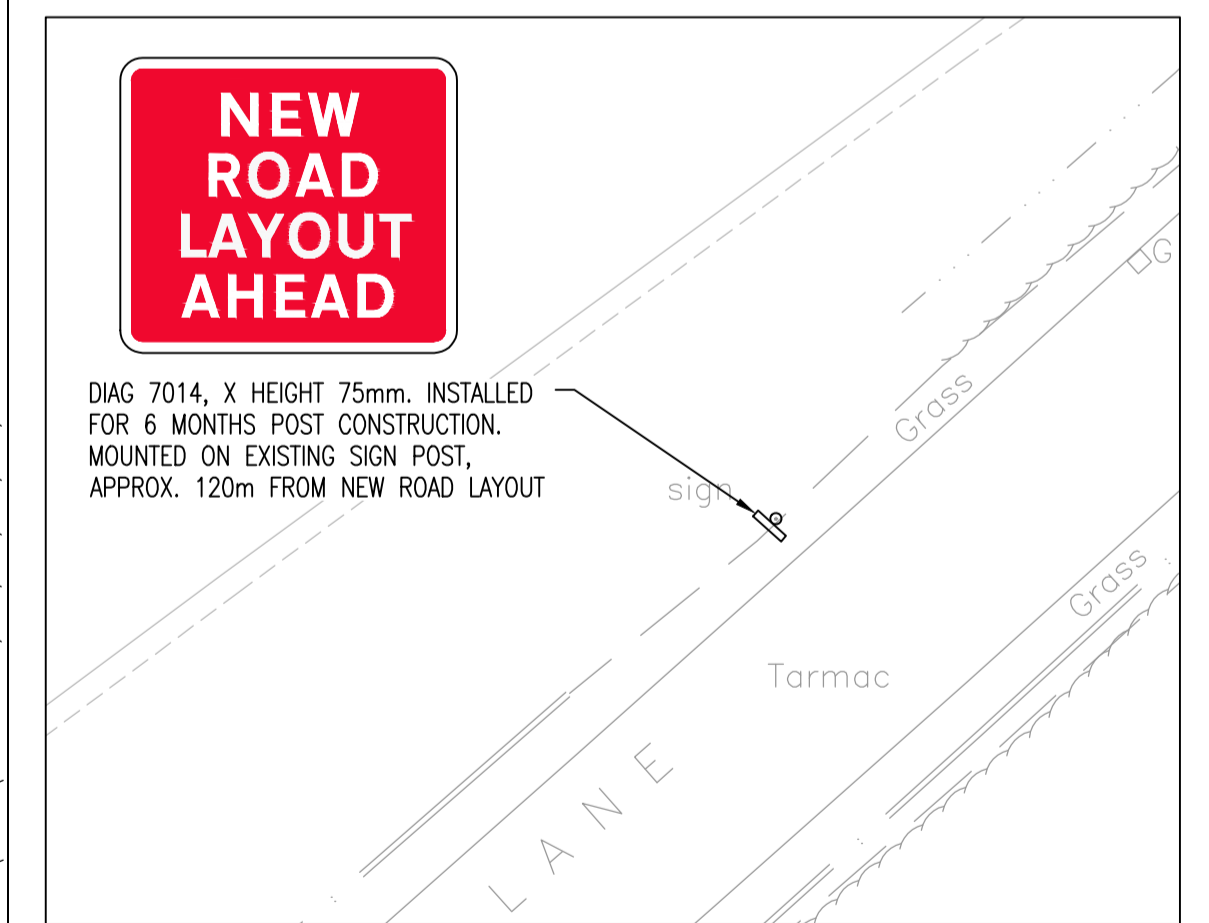 NEW
ROAD
LAYOUT
AHEAD
DIAG 7014, X HEIGHT 75mm. INSTALLED
FOR 6 MONTHS POST CONSTRUCTION.
MOUNTED ON EXISTING SIGN POST,
APPROX. 120m FROM NEW ROAD LAYOUT
G
Grass
sign
Grass
Tarmac
LANE